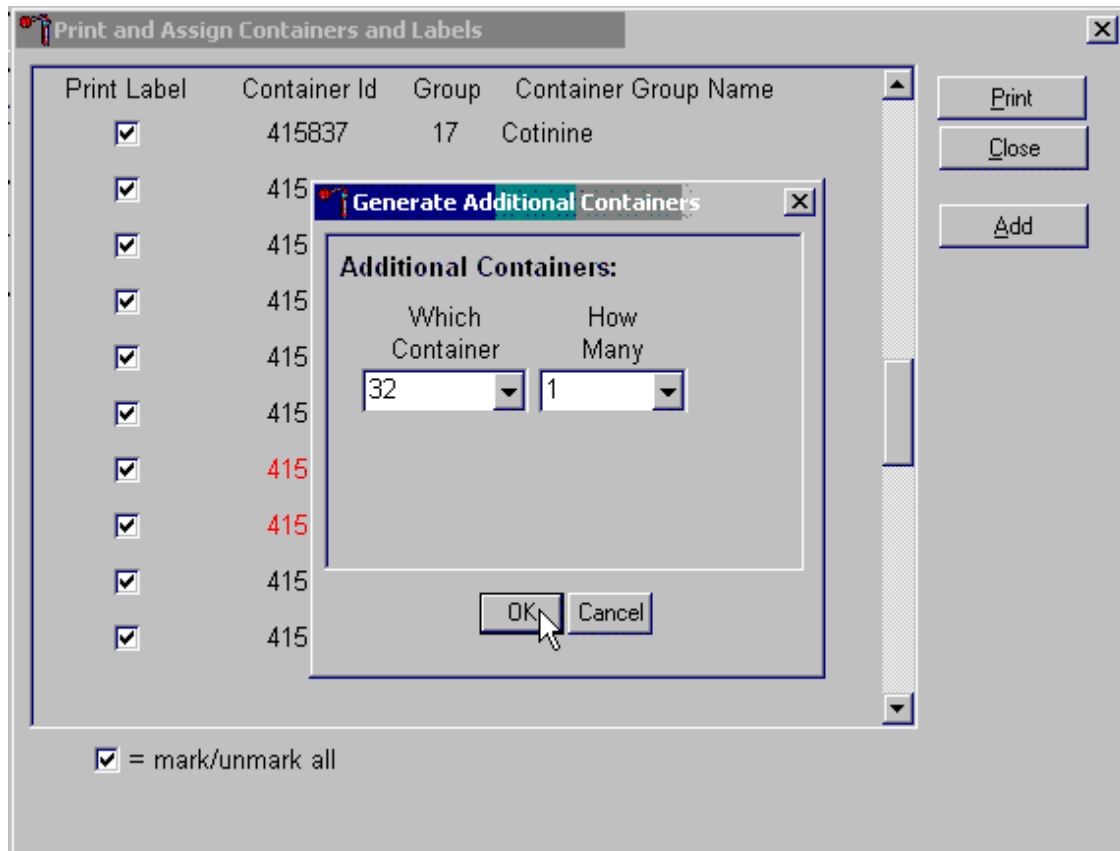 Print and Assign Containers and Labels
Print Label Container Id Group Container Group Name
415837 17 Cotinine
415
415
415
415
415
415
415
415
415
Generate Additional Containers
Additional Containers:
Which Container
How Many
32
1
OK Cancel
= mark/unmark all
Print
Close
Add